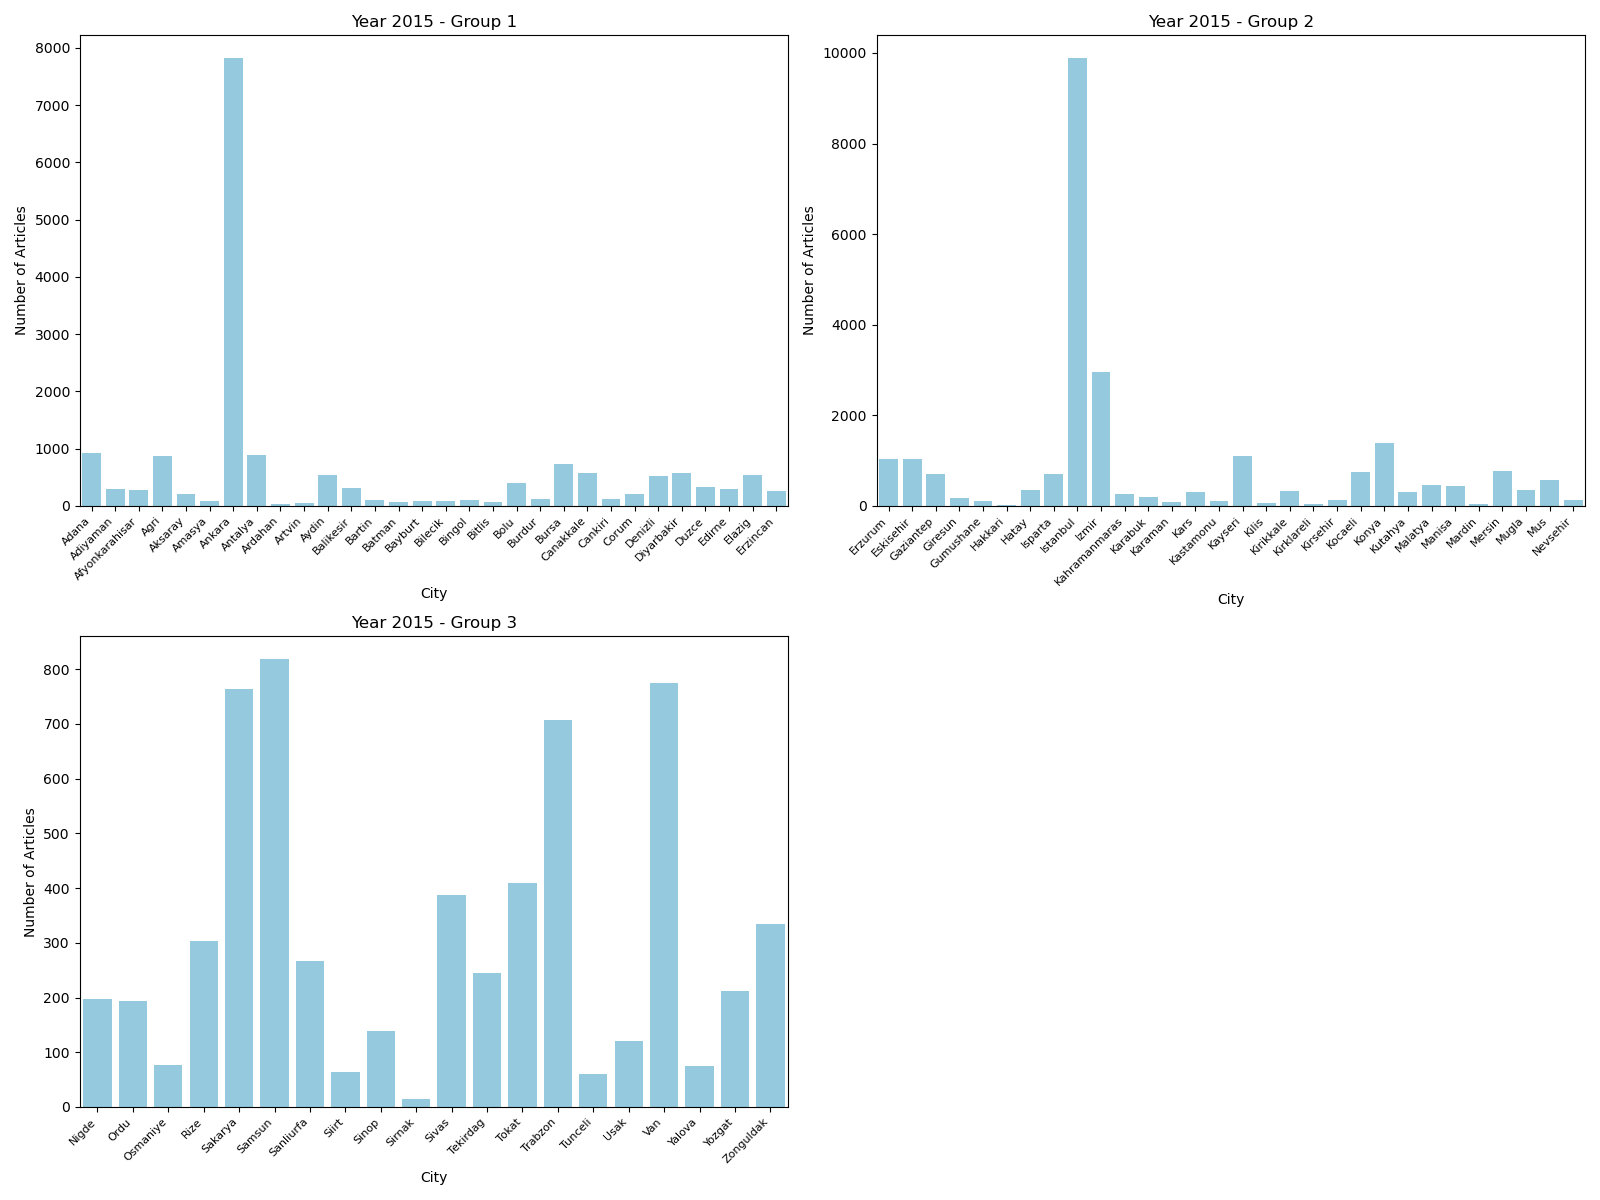 Year 2015 - Group 1
Number of Articles
8000
7000
6000
5000
4000
3000
2000
1000
0
Adana
Adiyaman
Afyonkarahisar
Agri
Aksaray
Amasya
Ankara
Antalya
Ardahan
Artvin
Aydin
Balikesir
Bartin
Batman
Bayburt
Bilecik
Bingol
Bitlis
Bolu
Burdur
Bursa
Canakkale
Cankiri
Corum
Denizli
Diyarbakir
Duzce
Edirne
Elazig
Erzincan
City
Year 2015 - Group 2
Number of Articles
10000
8000
6000
4000
2000
0
Erzurum
Eskisehir
Gaziantep
Giresun
Gumushane
Hakkari
Hatay
Isparta
Istanbul
Izmir
Kahramanmaras
Karabuk
Karaman
Kars
Kastamonu
Kayseri
Kilis
Kirikkale
Kirklareli
Kirsehir
Kocaeli
Konya
Kutahya
Malatya
Manisa
Mardin
Mersin
Mugla
Mus
Nevsehir
City
Year 2015 - Group 3
Number of Articles
800
700
600
500
400
300
200
100
0
Nigde
Ordu
Osmaniye
Rize
Sakarya
Samsun
Sanliurfa
Siirt
Sinop
Sirnak
Sivas
Tekirdag
Tokat
Trabzon
Tunceli
Usak
Van
Yalova
Yozgat
Zonguldak
City